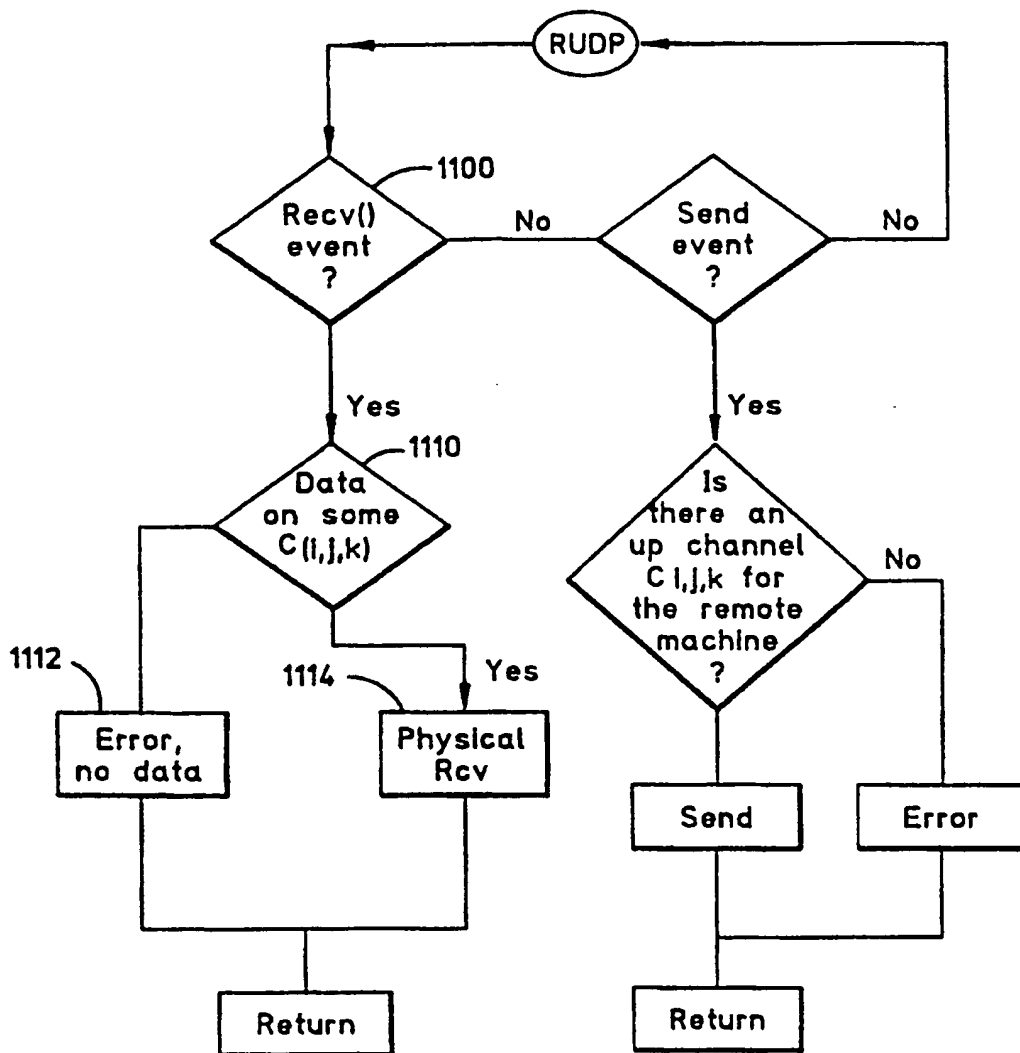 RUDP
1100
Recv()
event
?
No
Send
event
?
No
Yes
Yes
1110
Data
on some
C(i,j,k)
Is
there an
up channel
Ci,j,k for
the remote
machine
?
No
1112
1114
Yes
Error,
no data
Physical
Rcv
Send
Error
Return
Return